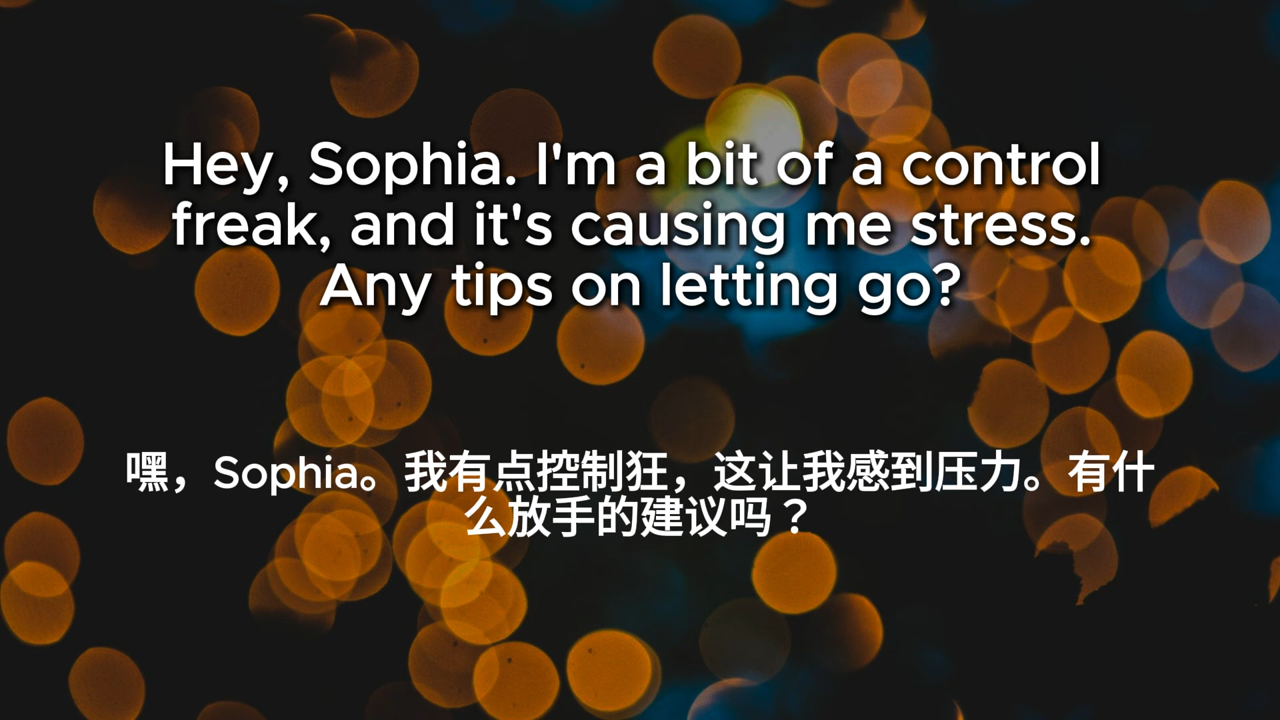 Hey, Sophia. I'm a bit of a control
freak, and it's causing me stress.
Any tips on letting go?
嘿，Sophia。我有点控制狂，这让我感到压力。有什
么放手的建议吗？